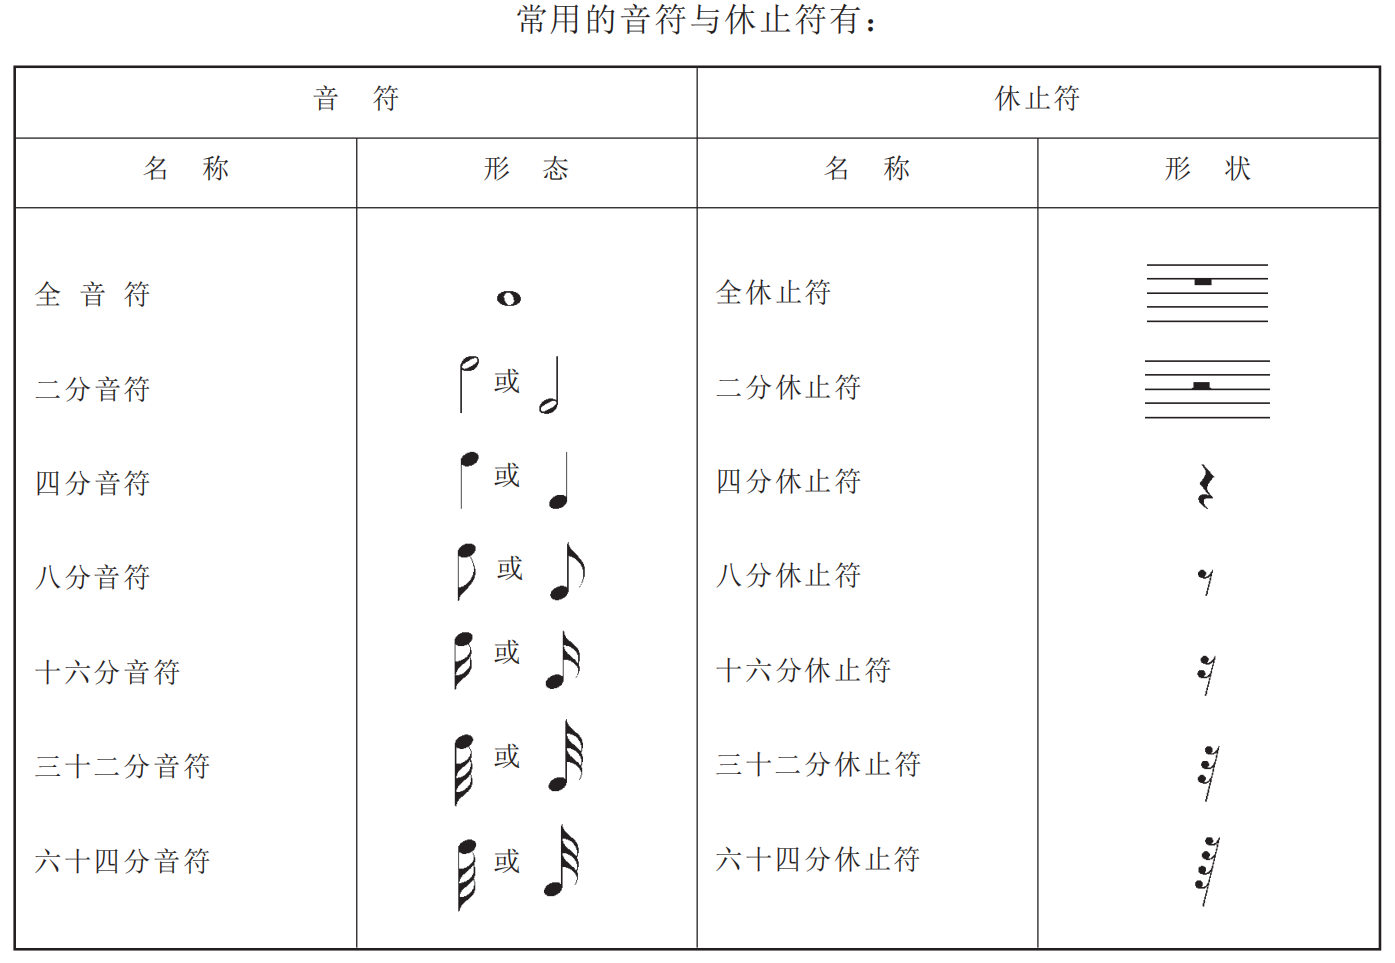 常用的音符与休止符有：
音 符 休止符
名 称 形 态 名 称 形 状
全 音 符 全休止符
二分音符 或 二分休止符
四分音符 或 四分休止符
八分音符 或 八分休止符
十六分音符 或 十六分休止符
三十二分音符 或 三十二分休止符
六十四分音符 或 六十四分休止符